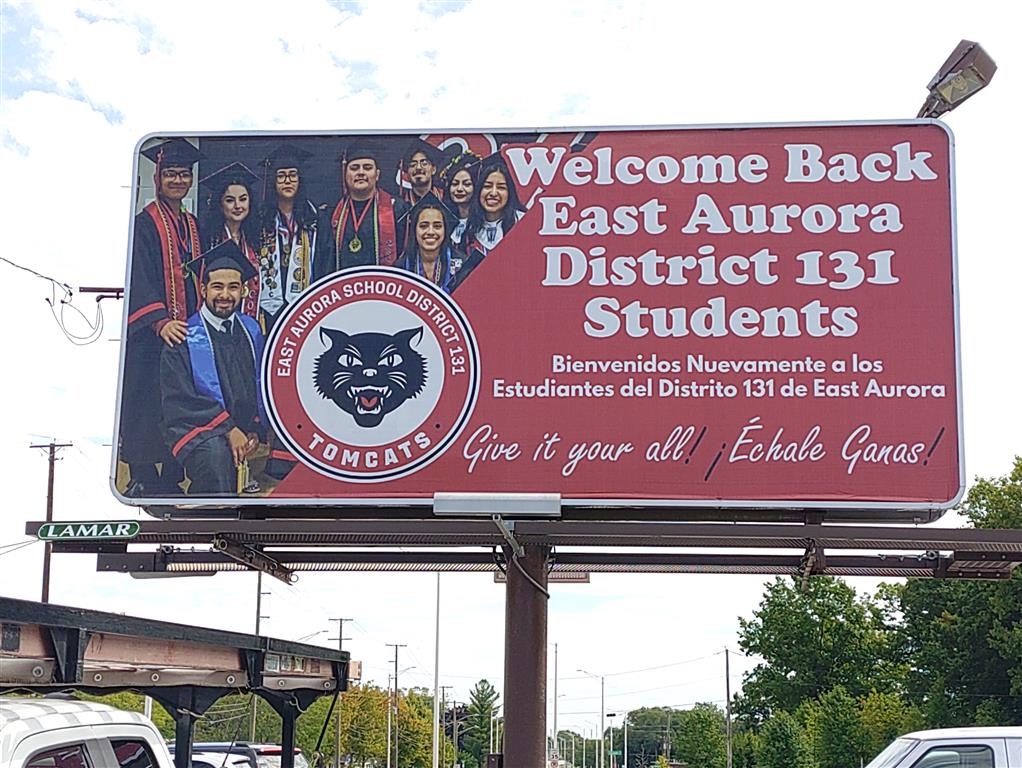 Welcome Back
East Aurora
District 131
Students
Bienvenidos Nuevamente a los
Estudiantes del Distrito 131 de East Aurora
Give it your all! ¡Échale Ganas!
EAST AURORA SCHOOL DISTRICT 131
TOMCATS
LAMAR